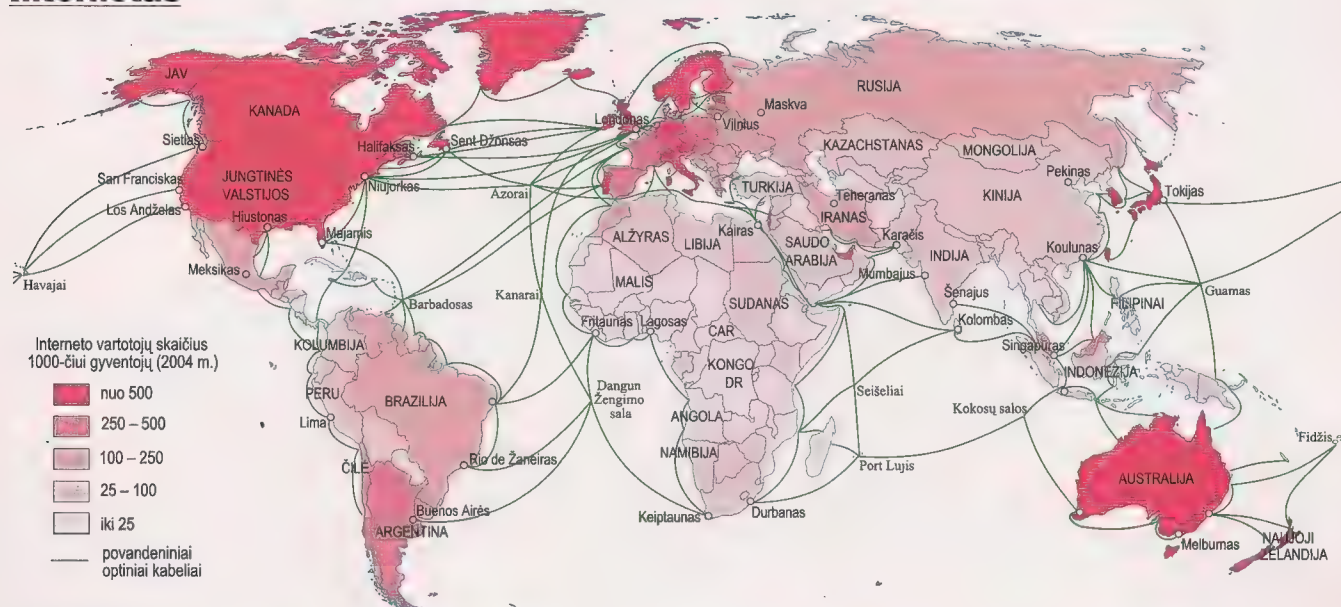 Internetas
JAV
KANADA
Sietlas
San Franciskas
Los Andželas
JUNGTINĖS
VALSTIJOS
Hiustonas
Meksikas
Havajai
Halifaksas
Sent Džonsas
Niujorkas
Majamis
Azorai
Kanarai
Barbadosas
KOLUMBIJA
PERU
BRAZILIJA
Lima
ČILĖ
Rio de Žaneiras
Buenos Airės
ARGENTINA
Londonas
Vilnius
Maskva
RUSIJA
KAZACHSTANAS
MONGOLIJA
Pekinas
KINIJA
Tokijas
TURKIJA
Teheranas
IRANAS
Kairas
SAUDO
ARABIJA
Karačis
Mumbajus
INDIJA
Koulunas
ALŽYRAS
LIBIJA
MALIS
SUDANAS
Šenajus
Kolombas
FILIPINAI
Guamas
Fritaunas
Lagosas
CAR
KONGO
DR
Singapūras
INDONEZIJA
Dangun
Žengimo
sala
Seišeliai
Kokosų salos
ANGOLA
NAMIBIJA
Port Lujis
Keiptaunas
Durbanas
AUSTRALIJA
Fidžis
Melburnas
NAUJOJI
ZELANDIJA
Interneto vartotojų skaičius
1000-čiui gyventojų (2004 m.)
nuo 500
250 – 500
100 – 250
25 – 100
iki 25
povandeniniai
optiniai kabeliai